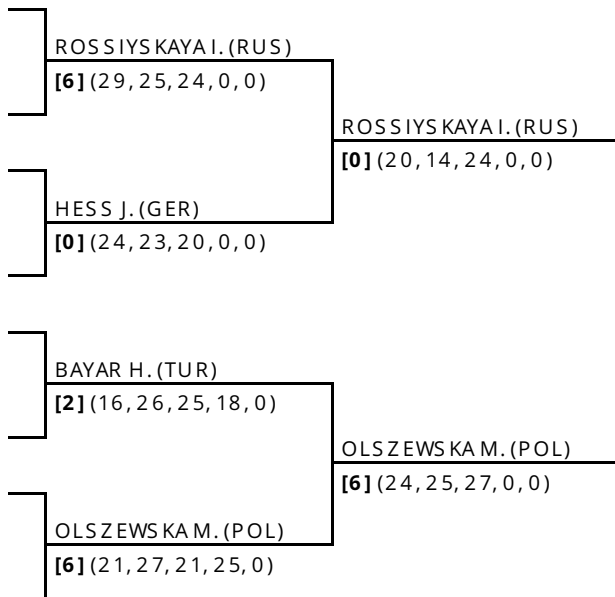 ROSSIYSKAYA I. (RUS)
[6] (29, 25, 24, 0, 0)
ROSSIYSKAYA I. (RUS)
[0] (20, 14, 24, 0, 0)
HESS J. (GER)
[0] (24, 23, 20, 0, 0)
BAYAR H. (TUR)
[2] (16, 26, 25, 18, 0)
OLSZEWSKA M. (POL)
[6] (24, 25, 27, 0, 0)
OLSZEWSKA M. (POL)
[6] (21, 27, 21, 25, 0)